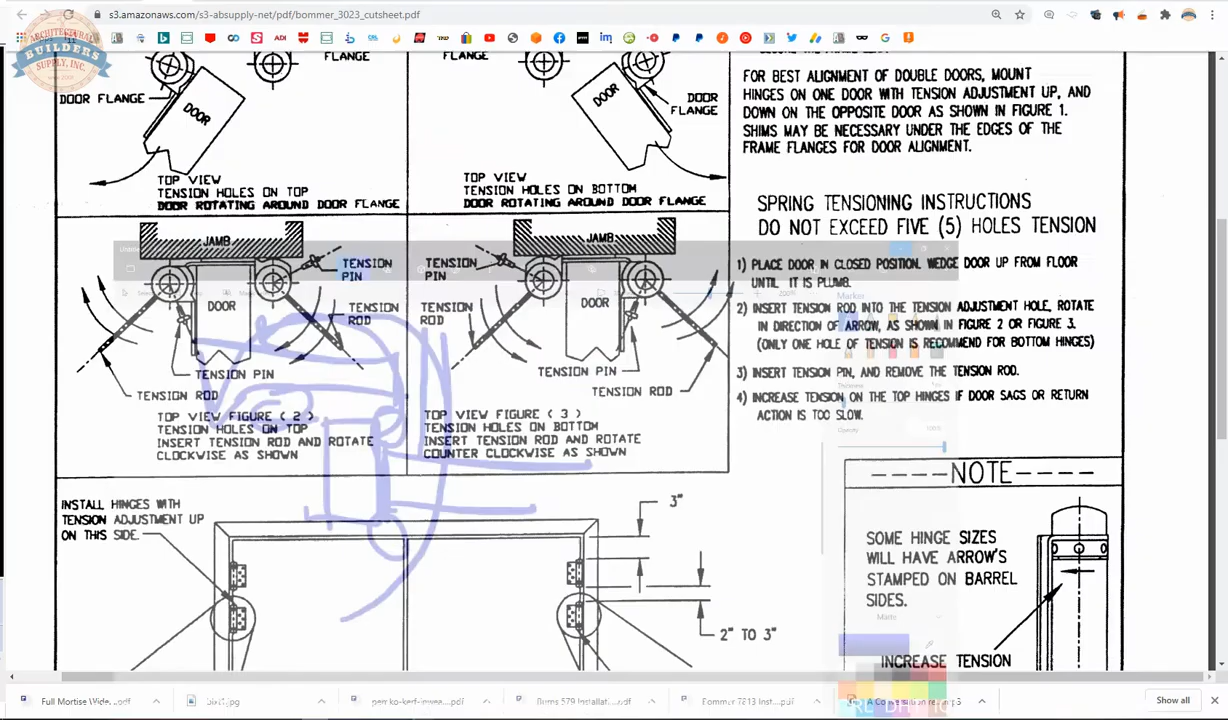 s3.amazonaws.com/s3-absupply-net/pdf/bommer_3023_cutsheet.pdf
ARCHITECTURAL
BUILDERS
SUPPLY, INC.
FLANGE
FLANGE
DOOR FLANGE
DOOR
DOOR
DOOR
FLANGE
TOP VIEW
TENSION HOLES ON TOP
DOOR ROTATING AROUND DOOR FLANGE
TOP VIEW
TENSION HOLES ON BOTTOM
DOOR ROTATING AROUND DOOR FLANGE
FOR BEST ALIGNMENT OF DOUBLE DOORS, MOUNT
HINGES ON ONE DOOR WITH TENSION ADJUSTMENT UP, AND
DOWN ON THE OPPOSITE DOOR AS SHOWN IN FIGURE 1.
SHIMS MAY BE NECESSARY UNDER THE EDGES OF THE
FRAME FLANGES FOR DOOR ALIGNMENT.
SPRING TENSIONING INSTRUCTIONS
DO NOT EXCEED FIVE (5) HOLES TENSION
1) PLACE DOOR IN CLOSED POSITION. WEDGE DOOR UP FROM FLOOR
UNTIL IT IS PLUMB.
2) INSERT TENSION ROD INTO THE TENSION ADJUSTMENT HOLE, ROTATE
IN DIRECTION OF ARROW, AS SHOWN IN FIGURE 2 OR FIGURE 3.
(ONLY ONE HOLE OF TENSION IS RECOMMEND FOR BOTTOM HINGES)
3) INSERT TENSION PIN, AND REMOVE THE TENSION ROD.
4) INCREASE TENSION ON THE TOP HINGES IF DOOR SAGS OR RETURN
ACTION IS TOO SLOW.
JAMB
TENSION
PIN
DOOR
TENSION
ROD
TENSION PIN
TENSION ROD
TOP VIEW FIGURE ( 2 )
TENSION HOLES ON TOP
INSERT TENSION ROD AND ROTATE
CLOCKWISE AS SHOWN
JAMB
TENSION
PIN
DOOR
TENSION
ROD
TENSION PIN
TENSION ROD
TOP VIEW FIGURE ( 3 )
TENSION HOLES ON BOTTOM
INSERT TENSION ROD AND ROTATE
COUNTER CLOCKWISE AS SHOWN
Marker
Thickness
Opacity
100%
Matte
INSTALL HINGES WITH
TENSION ADJUSTMENT UP
ON THIS SIDE.
3"
2" TO 3"
----NOTE----
SOME HINGE SIZES
WILL HAVE ARROW'S
STAMPED ON BARREL
SIDES.
INCREASE TENSION
Full Mortise Wide....pdf
Show all